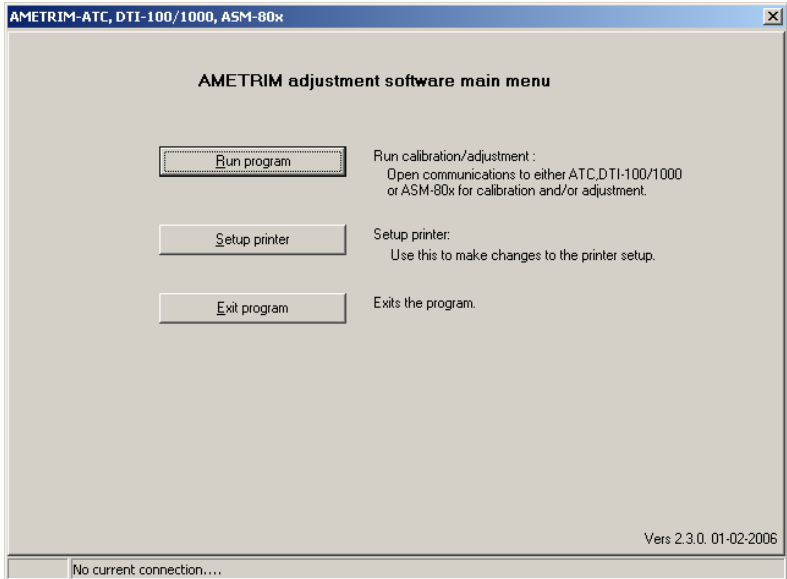 AMETRIM-ATC, DTI-100/1000, ASM-80x
AMETRIM adjustment software main menu
Run program
Run calibration/adjustment :
Open communications to either ATC,DTI-100/1000
or ASM-80x for calibration and/or adjustment.
Setup printer
Setup printer:
Use this to make changes to the printer setup.
Exit program
Exits the program.
Vers 2.3.0. 01-02-2006
No current connection....